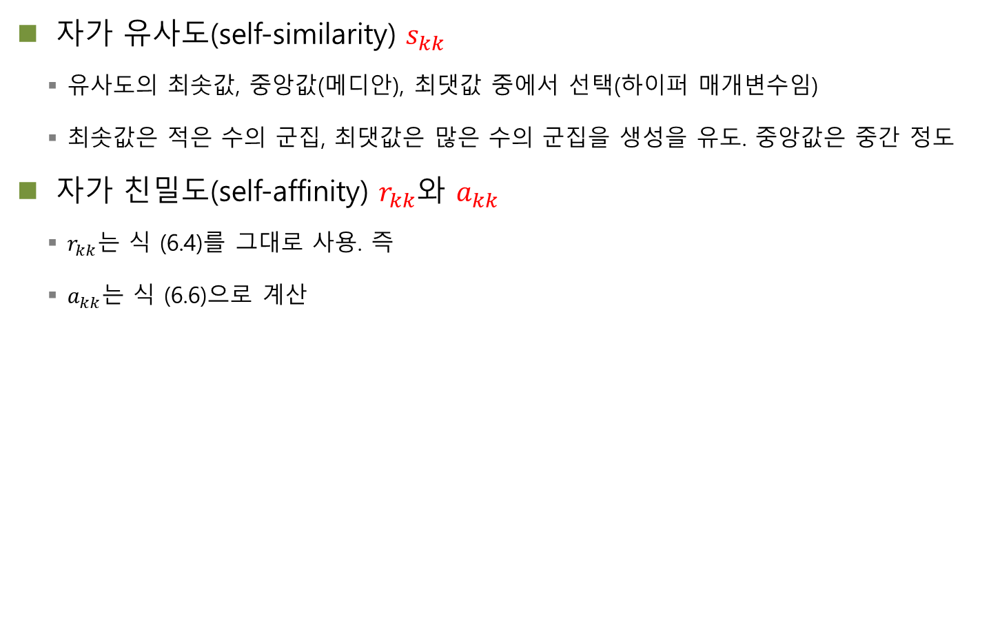 자가 유사도(self-similarity) $s_{kk}$
유사도의 최솟값, 중앙값(메디안), 최댓값 중에서 선택(하이퍼 매개변수임)
최솟값은 적은 수의 군집, 최댓값은 많은 수의 군집을 생성을 유도. 중앙값은 중간 정도
자가 친밀도(self-affinity) $r_{kk}$와 $a_{kk}$
$r_{kk}$는 식 (6.4)를 그대로 사용. 즉
$a_{kk}$는 식 (6.6)으로 계산